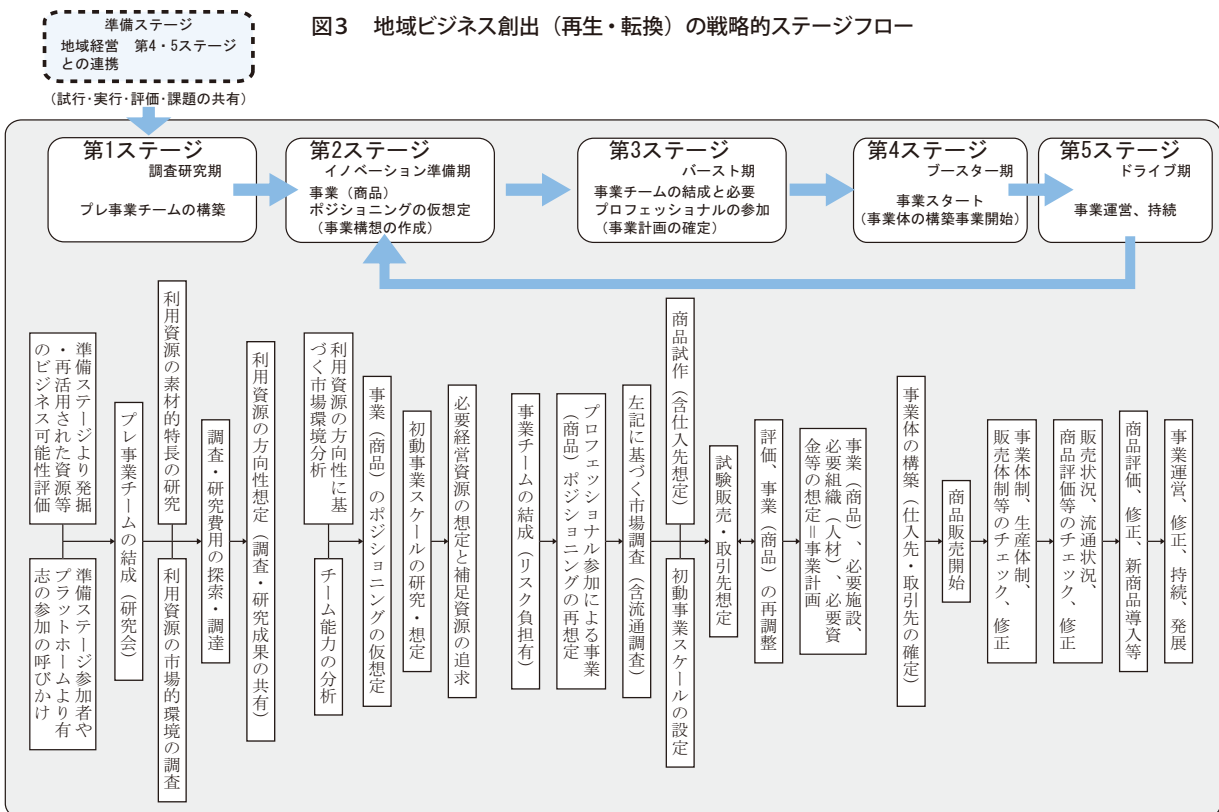 図3　地域ビジネス創出（再生・転換）の戦略的ステージフロー
準備ステージ
地域経営　第4・5ステージ
との連携
（試行・実行・評価・課題の共有）
第1ステージ
調査研究期
プレ事業チームの構築
第2ステージ
イノベーション準備期
事業（商品）
ポジショニングの仮想定
（事業構想の作成）
第3ステージ
バースト期
事業チームの結成と必要
プロフェッショナルの参加
（事業計画の確定）
第4ステージ
ブースター期
事業スタート
（事業体の構築事業開始）
第5ステージ
ドライブ期
事業運営、持続
準備ステージより発掘
・再活用された資源等
のビジネス可能性評価
準備ステージ参加者や
プラットホームより有
志の参加の呼びかけ
プレ事業チームの結成（研究会）
利用資源の素材的特長の研究
利用資源の市場的環境の調査
調査・研究費用の探索・調達
利用資源の方向性想定（調査・研究成果の共有）
利用資源の方向性に基
づく市場環境分析
チーム能力の分析
事業（商品）のポジショニングの仮想定
初動事業スケールの研究・想定
必要経営資源の想定と補足資源の追求
事業チームの結成（リスク負担有）
プロフェッショナル参加による事業
（商品）ポジショニングの再想定
左記に基づく市場調査（含流通調査）
商品試作（含仕入先想定）
初動事業スケールの設定
試験販売・取引先想定
評価、事業（商品）の再調整
事業（商品）、必要施設、
必要組織（人材）、必要資
金等の想定＝事業計画
事業体の構築（仕入先・取引先の確定）
商品販売開始
事業体制、生産体制、
販売体制等のチェック、修正
販売状況、流通状況、
商品評価等のチェック、修正
商品評価、修正、新商品導入等
事業運営、修正、持続、発展